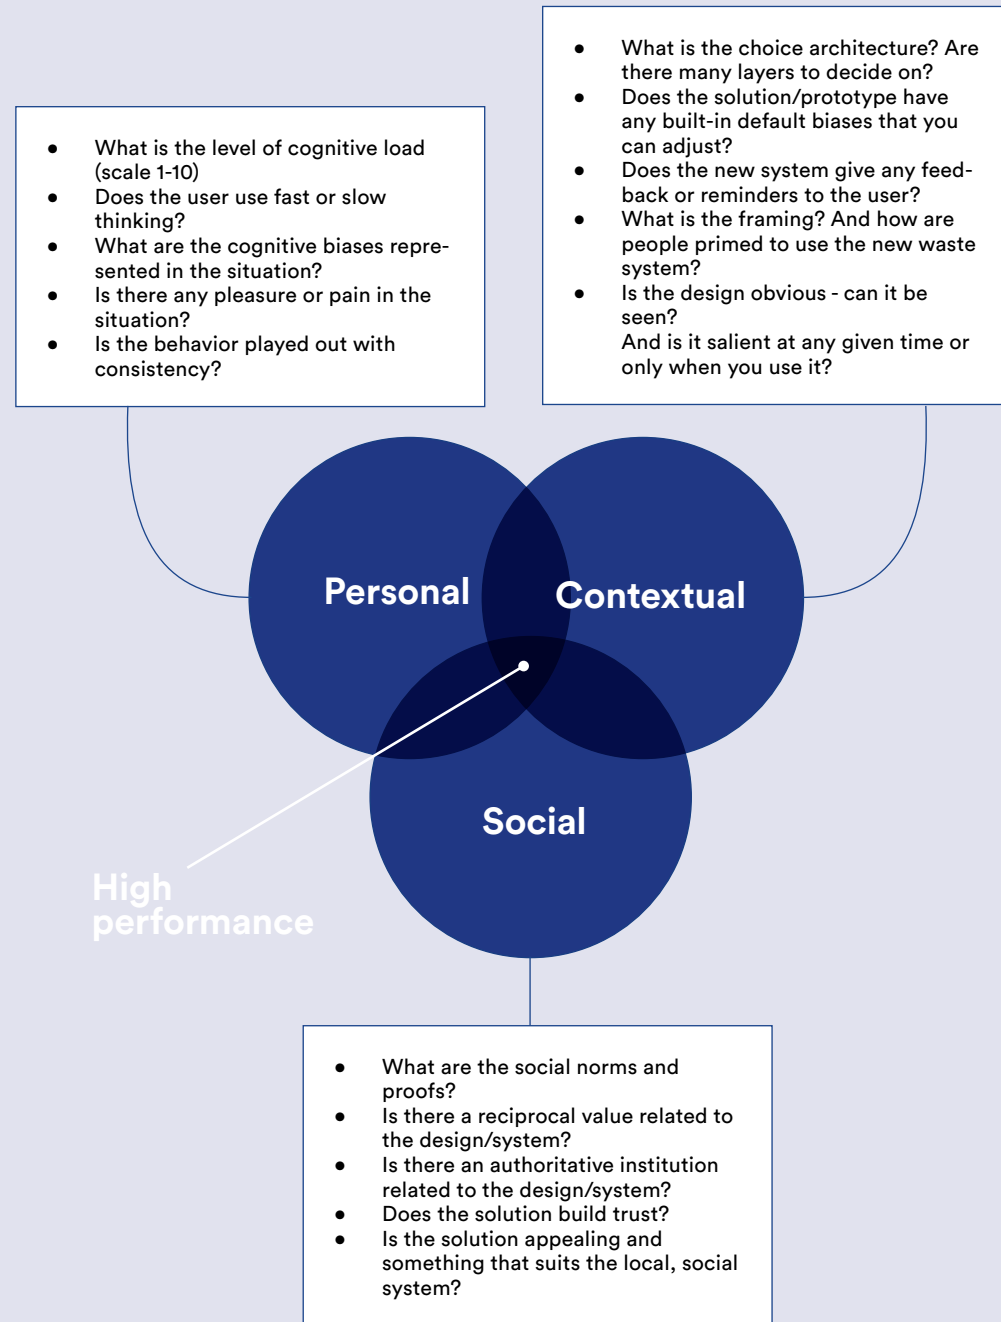 ● What is the level of cognitive load
(scale 1-10)
● Does the user use fast or slow
thinking?
● What are the cognitive biases repre-
sented in the situation?
● Is there any pleasure or pain in the
situation?
● Is the behavior played out with
consistency?
● What is the choice architecture? Are
there many layers to decide on?
● Does the solution/prototype have
any built-in default biases that you
can adjust?
● Does the new system give any feed-
back or reminders to the user?
● What is the framing? And how are
people primed to use the new waste
system?
● Is the design obvious - can it be
seen?
And is it salient at any given time or
only when you use it?
Personal
Contextual
Social
High
performance
● What are the social norms and
proofs?
● Is there a reciprocal value related to
the design/system?
● Is there an authoritative institution
related to the design/system?
● Does the solution build trust?
● Is the solution appealing and
something that suits the local, social
system?